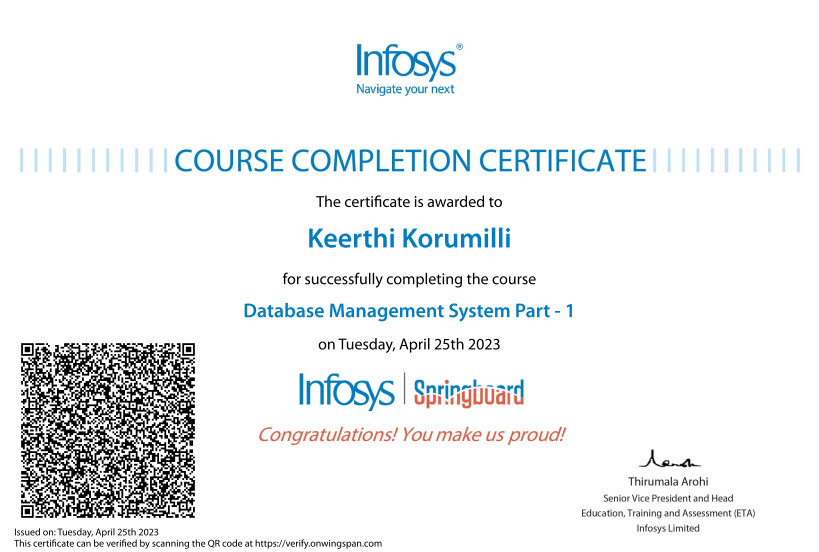 Infosys®
Navigate your next
COURSE COMPLETION CERTIFICATE
The certificate is awarded to
Keerthi Korumilli
for successfully completing the course
Database Management System Part - 1
on Tuesday, April 25th 2023
Infosys | Springboard
Congratulations! You make us proud!
Thirumala Arohi
Senior Vice President and Head
Education, Training and Assessment (ETA)
Infosys Limited
Issued on: Tuesday, April 25th 2023
This certificate can be verified by scanning the QR code at https://verify.onwingspan.com